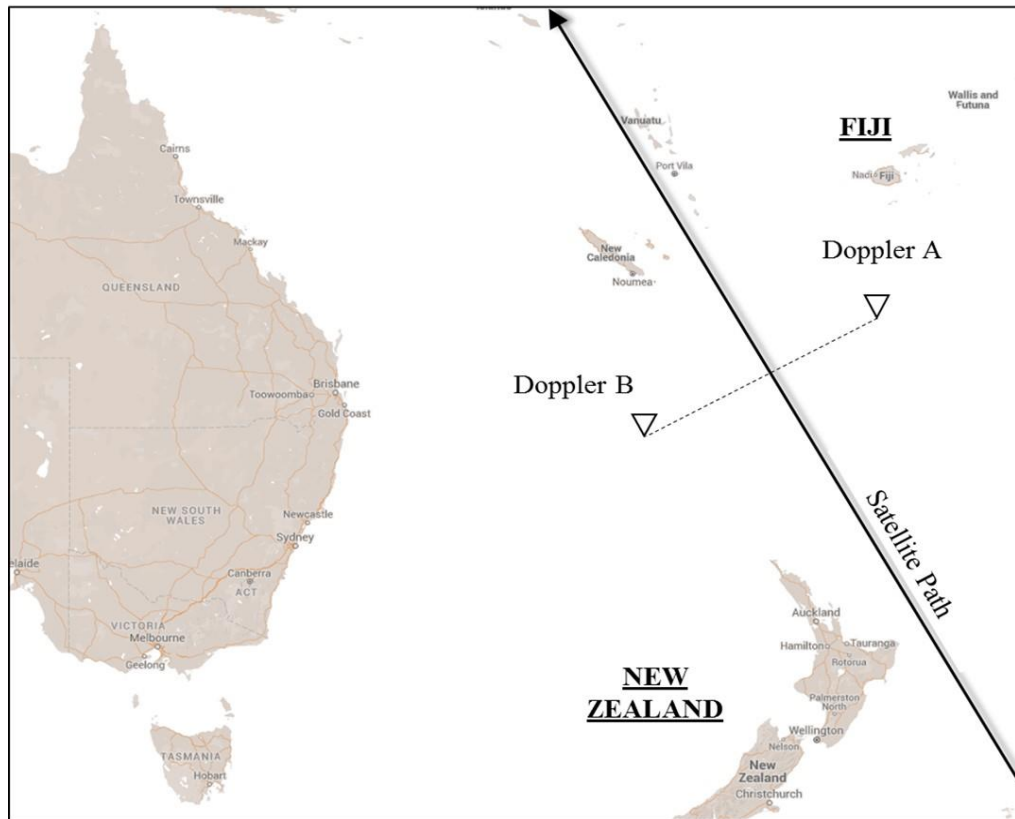 Wallis and
Futuna
Vanuatu
FIJI
Cairns
Port Vila
Nadi
Fiji
Townsville
Mackay
New
Caledonia
Doppler A
Noumea
QUEENSLAND
Brisbane
Toowoomba
Doppler B
Gold Coast
NEW SOUTH
WALES
Newcastle
Satellite Path
Sydney
elaide
Canberra
ACT
VICTORIA
Melbourne
Geelong
Auckland
Hamilton
Tauranga
Rotorua
NEW
ZEALAND
Palmerston
North
Wellington
Nelson
TASMANIA
Hobart
New
Zealand
Christchurch